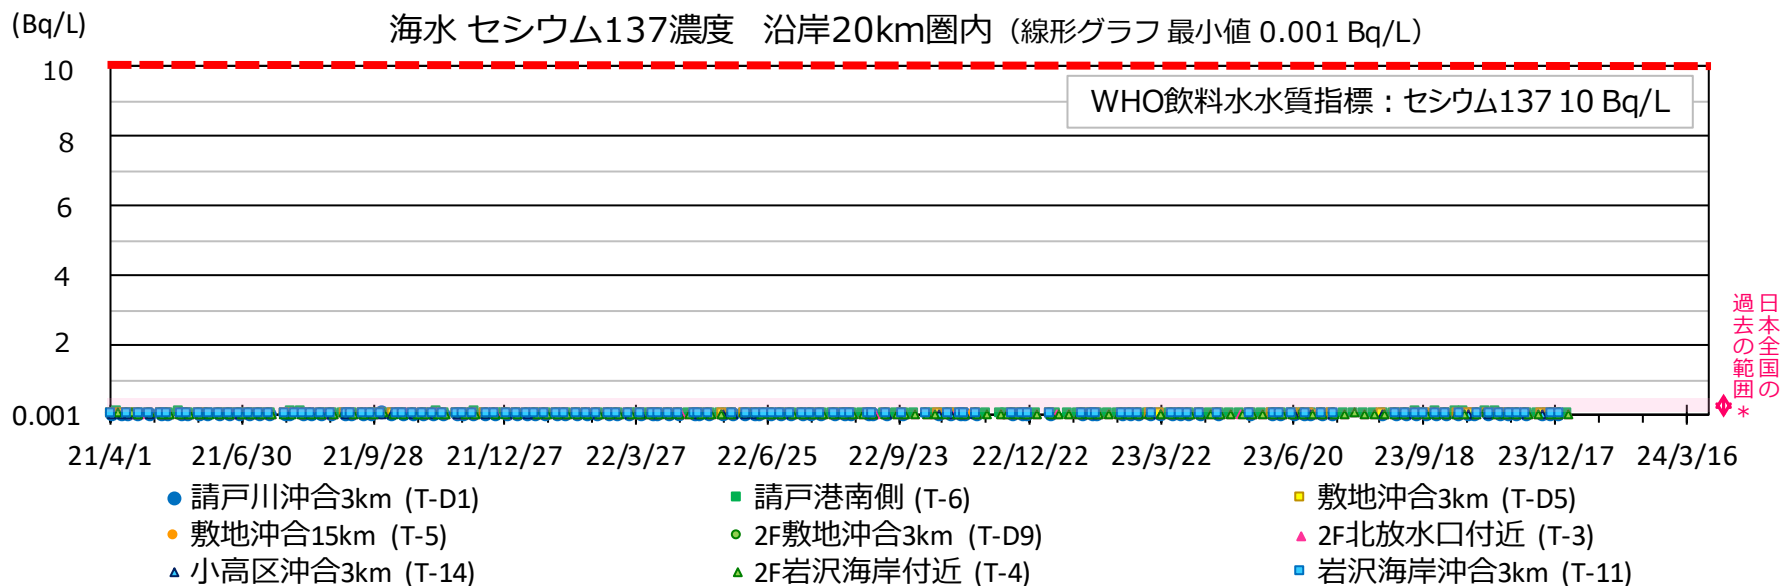 (Bq/L)
海水 セシウム137濃度 沿岸20km圏内（線形グラフ 最小値 0.001 Bq/L）
10
WHO飲料水水質指標：セシウム137 10 Bq/L
8
6
4
2
0.001
日本全国の
過去の範囲＊
21/4/1 21/6/30 21/9/28 21/12/27 22/3/27 22/6/25 22/9/23 22/12/22 23/3/22 23/6/20 23/9/18 23/12/17 24/3/16
請戸川沖合3km (T-D1) 請戸港南側 (T-6) 敷地沖合3km (T-D5)
敷地沖合15km (T-5) 2F敷地沖合3km (T-D9) 2F北放水口付近 (T-3)
小高区沖合3km (T-14) 2F岩沢海岸付近 (T-4) 岩沢海岸沖合3km (T-11)